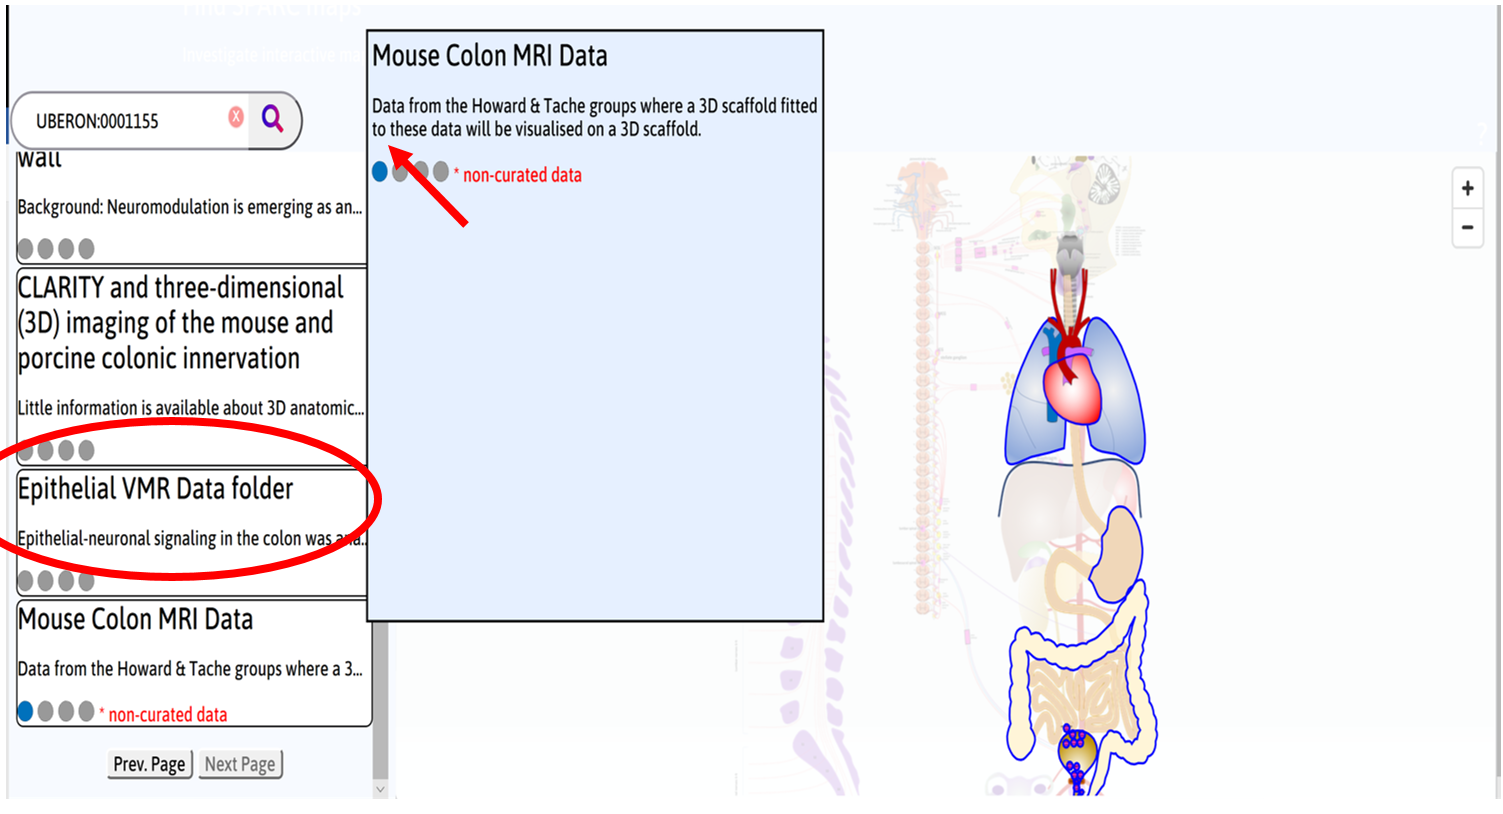 Find SPARC maps
Investigate interactive
UBERON:0001155
X
wall
Background: Neuromodulation is emerging as an...
CLARITY and three-dimensional
(3D) imaging of the mouse and
porcine colonic innervation
Little information is available about 3D anatomic...
Epithelial VMR Data folder
Epithelial-neuronal signaling in the colon was ana..
Mouse Colon MRI Data
Data from the Howard & Tache groups where a 3...
* non-curated data
Prev. Page Next Page
Mouse Colon MRI Data
Data from the Howard & Tache groups where a 3D scaffold fitted
to these data will be visualised on a 3D scaffold.
* non-curated data
?
+
−